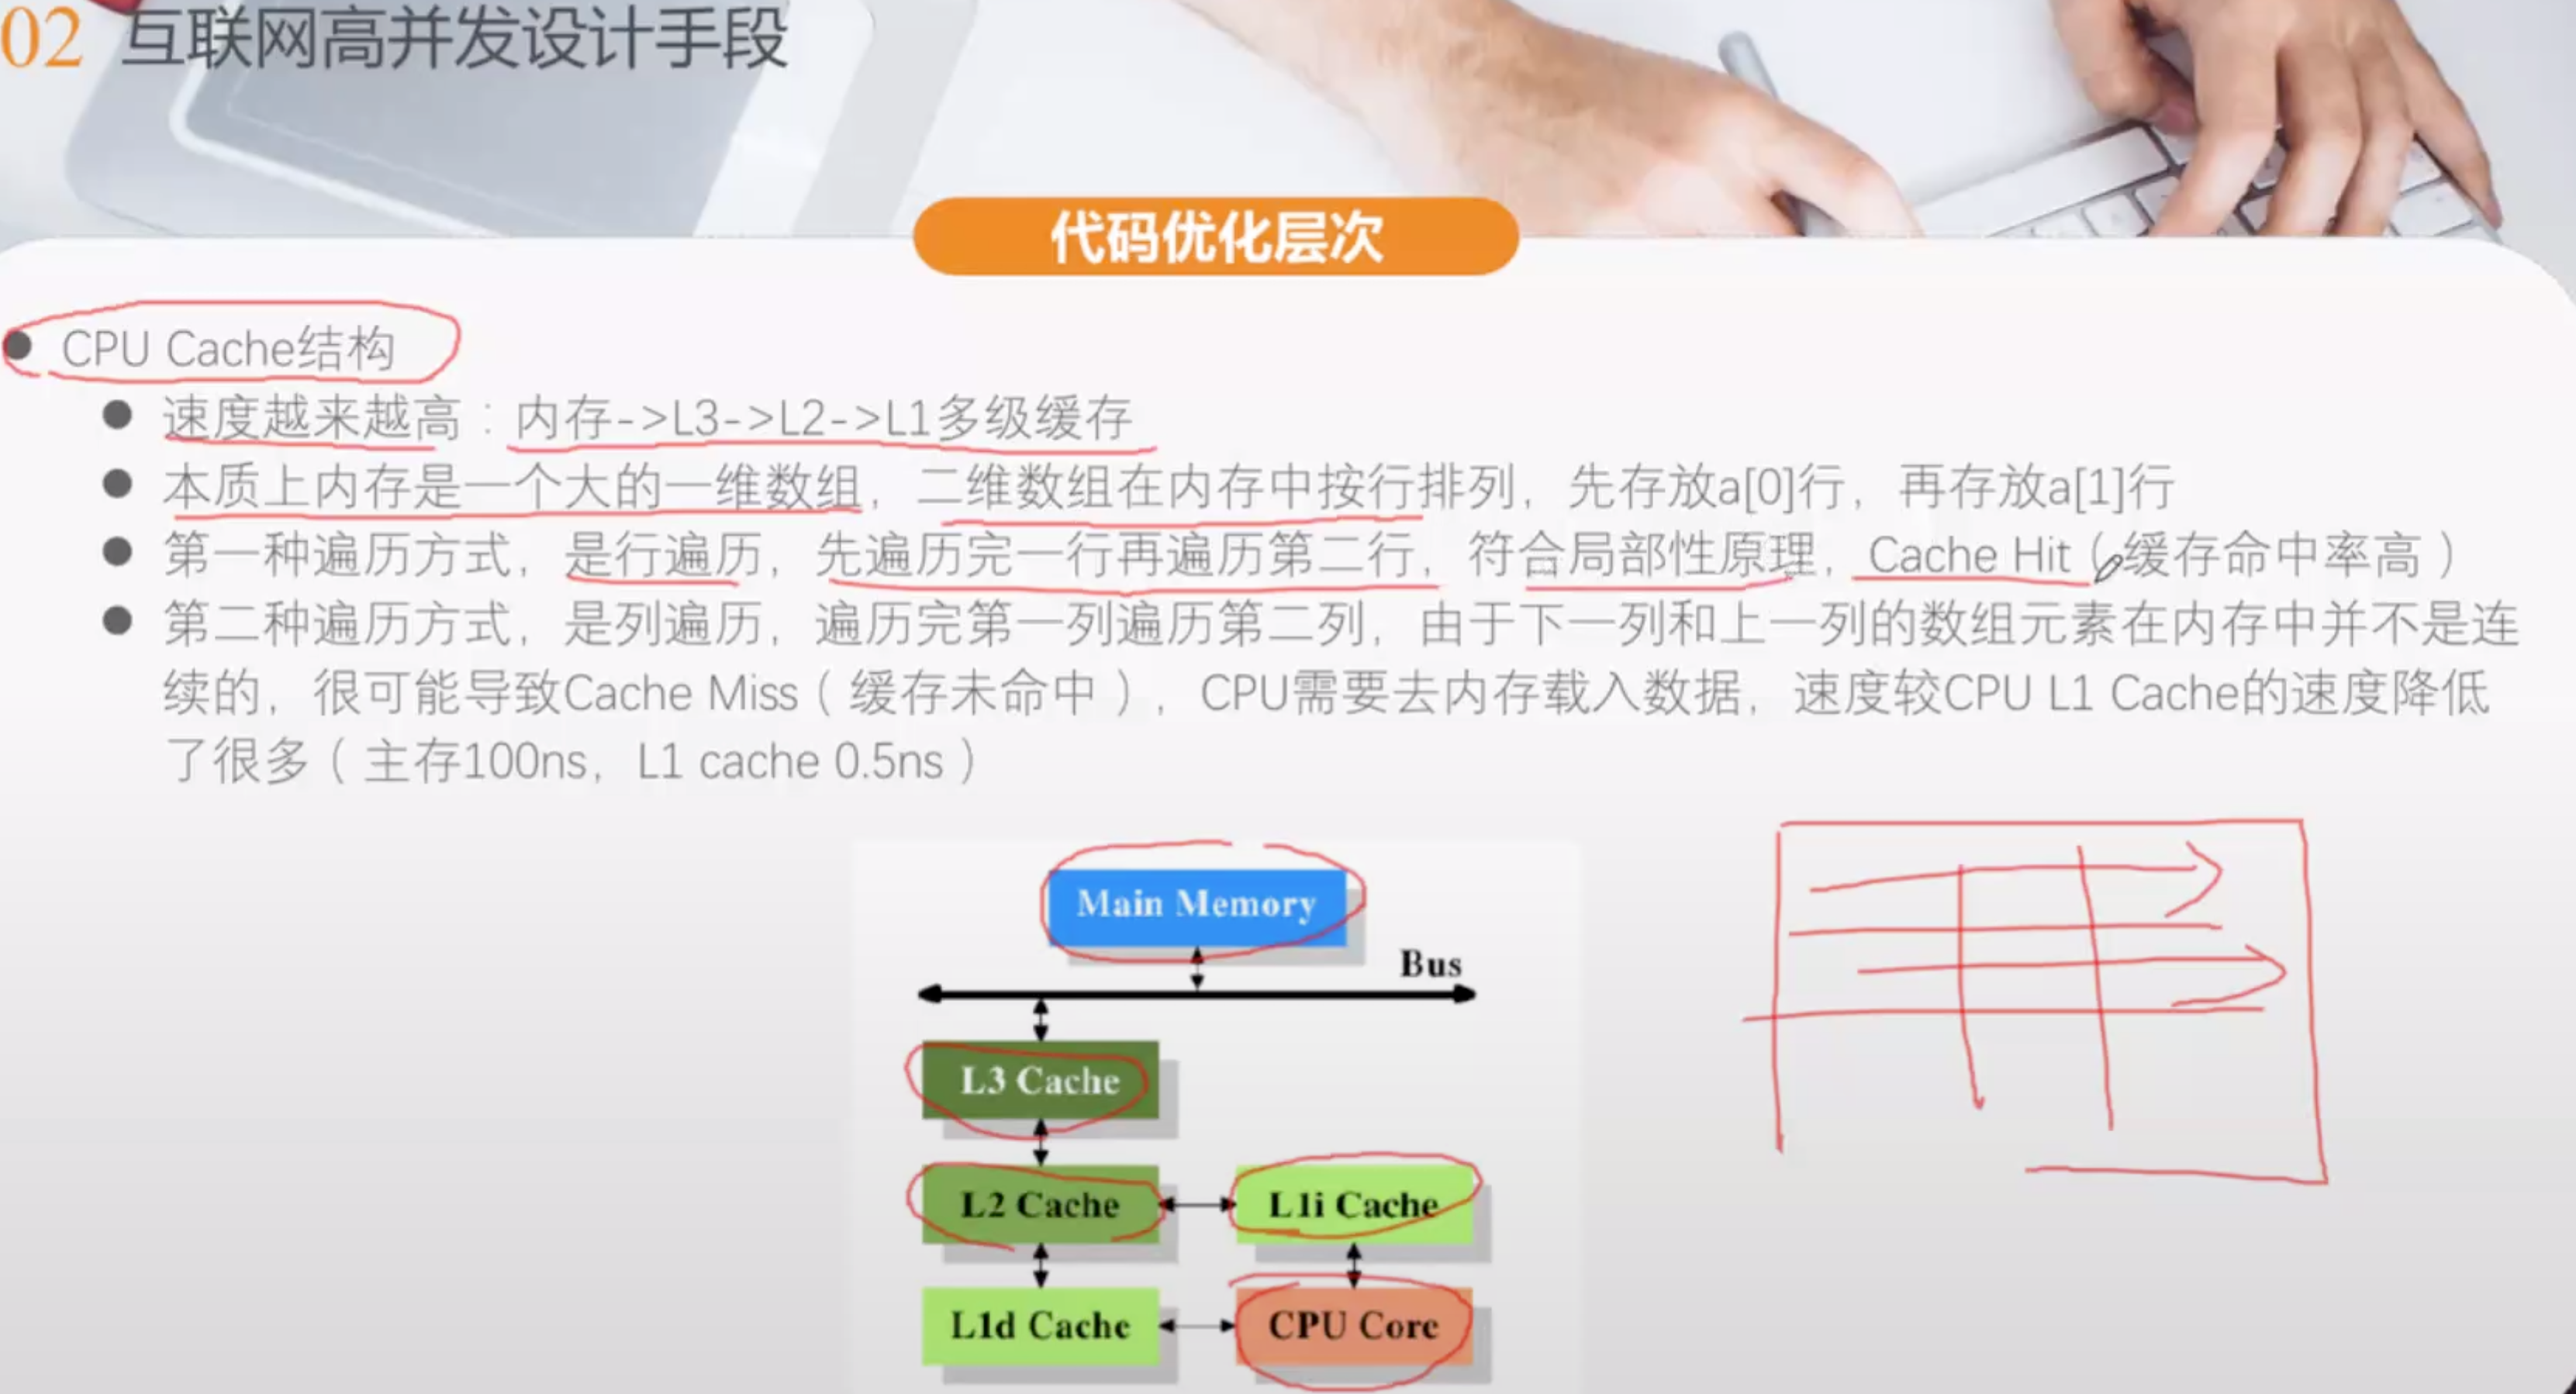 02 互联网高并发设计手段
代码优化层次
CPU Cache结构
速度越来越高：内存->L3->L2->L1多级缓存
本质上内存是一个大的一维数组，二维数组在内存中按行排列，先存放a[0]行，再存放a[1]行
第一种遍历方式，是行遍历，先遍历完一行再遍历第二行，符合局部性原理，Cache Hit（缓存命中率高）
第二种遍历方式，是列遍历，遍历完第一列遍历第二列，由于下一列和上一列的数组元素在内存中并不是连
续的，很可能导致Cache Miss（缓存未命中），CPU需要去内存载入数据，速度较CPU L1 Cache的速度降低
了很多（主存100ns，L1 cache 0.5ns）
Main Memory
Bus
L3 Cache
L2 Cache
L1i Cache
L1d Cache
CPU Core